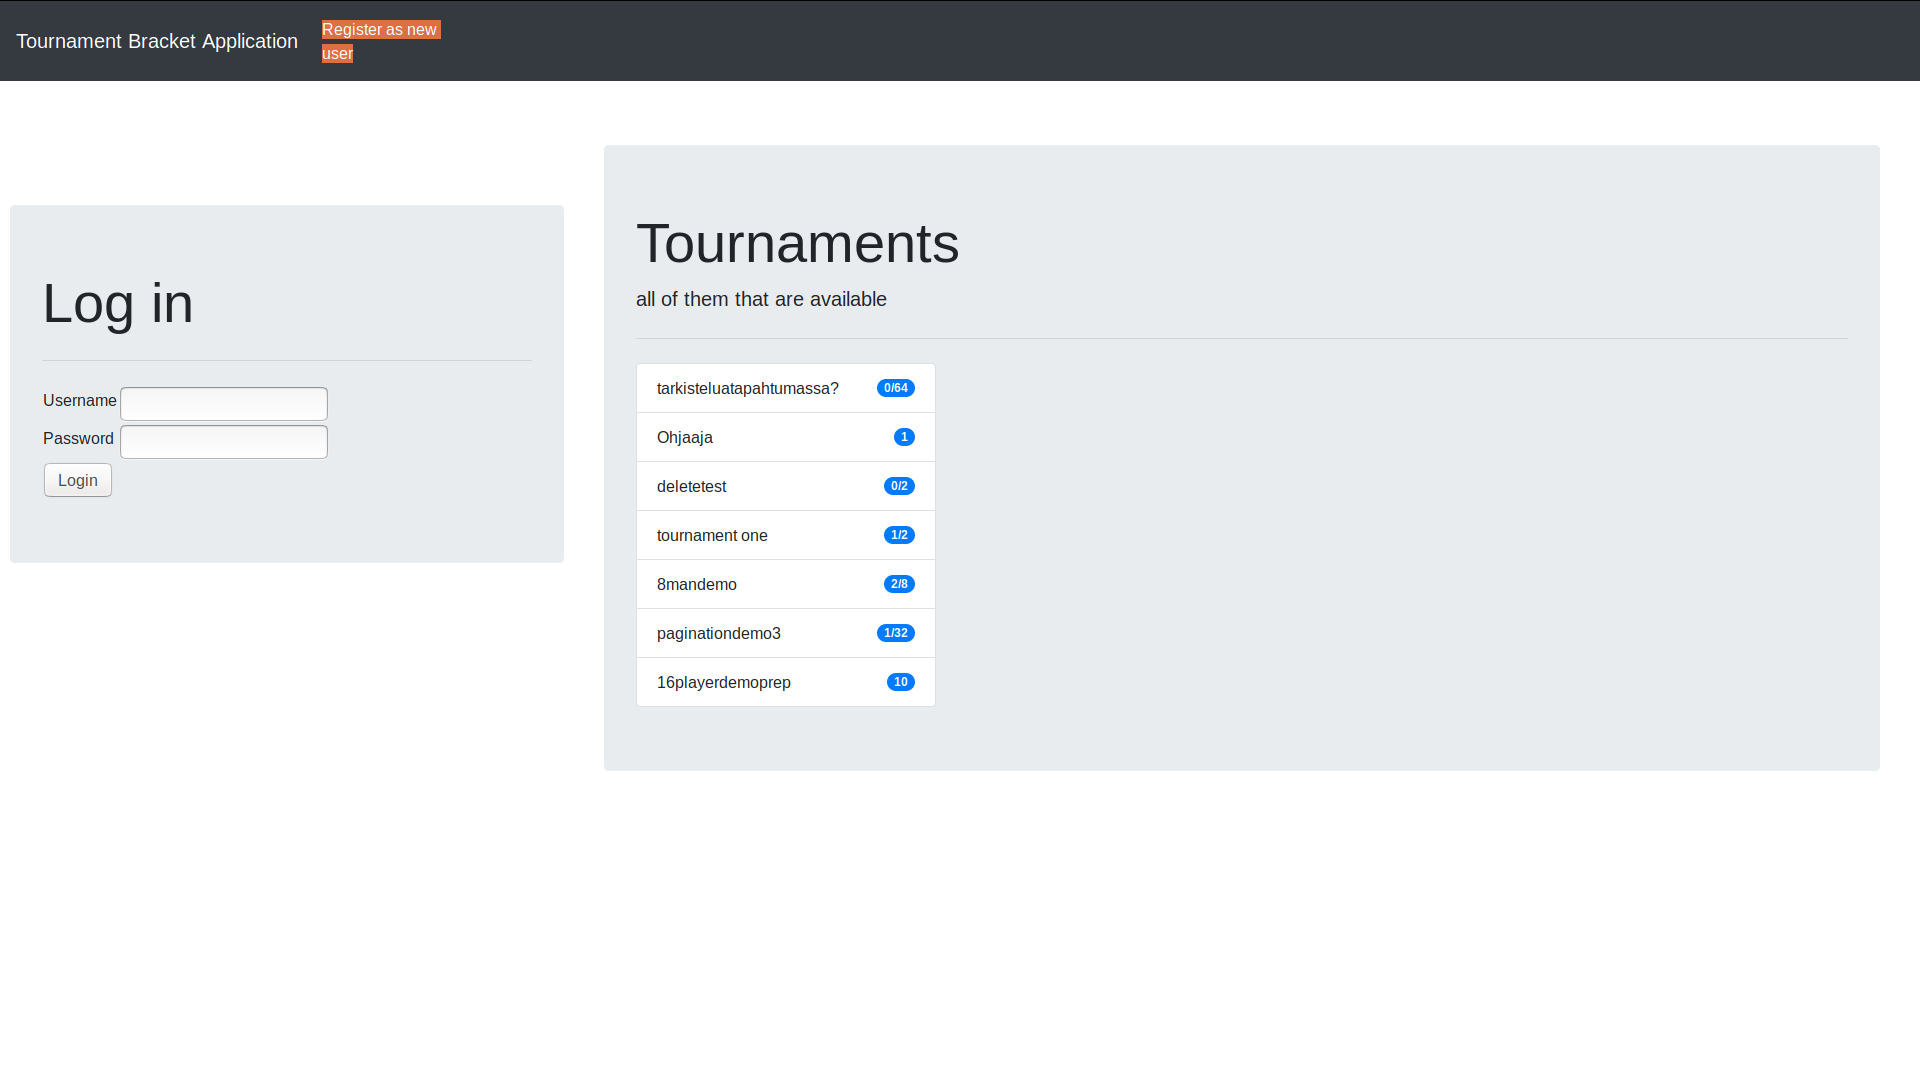 Tournament Bracket Application
Register as new
user
Log in
Username
Password
Login
Tournaments
all of them that are available
tarkisteluatapahtumassa? 0/64
Ohjaaja 1
deletetest 0/2
tournament one 1/2
8mandemo 2/8
paginationdemo3 1/32
16playerdemoprep 10